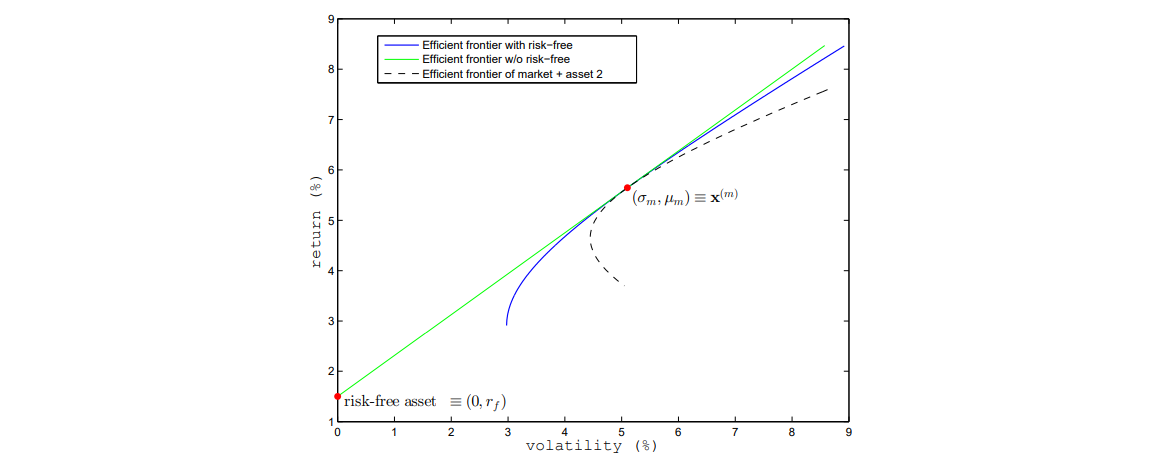 9
8
7
6
5
4
3
2
1
return (%)
Efficient frontier with risk−free
Efficient frontier w/o risk−free
Efficient frontier of market + asset 2
(σₘ, μₘ) ≡ x⁽ᵐ⁾
risk-free asset ≡ (0, r_f)
0 1 2 3 4 5 6 7 8 9
volatility (%)